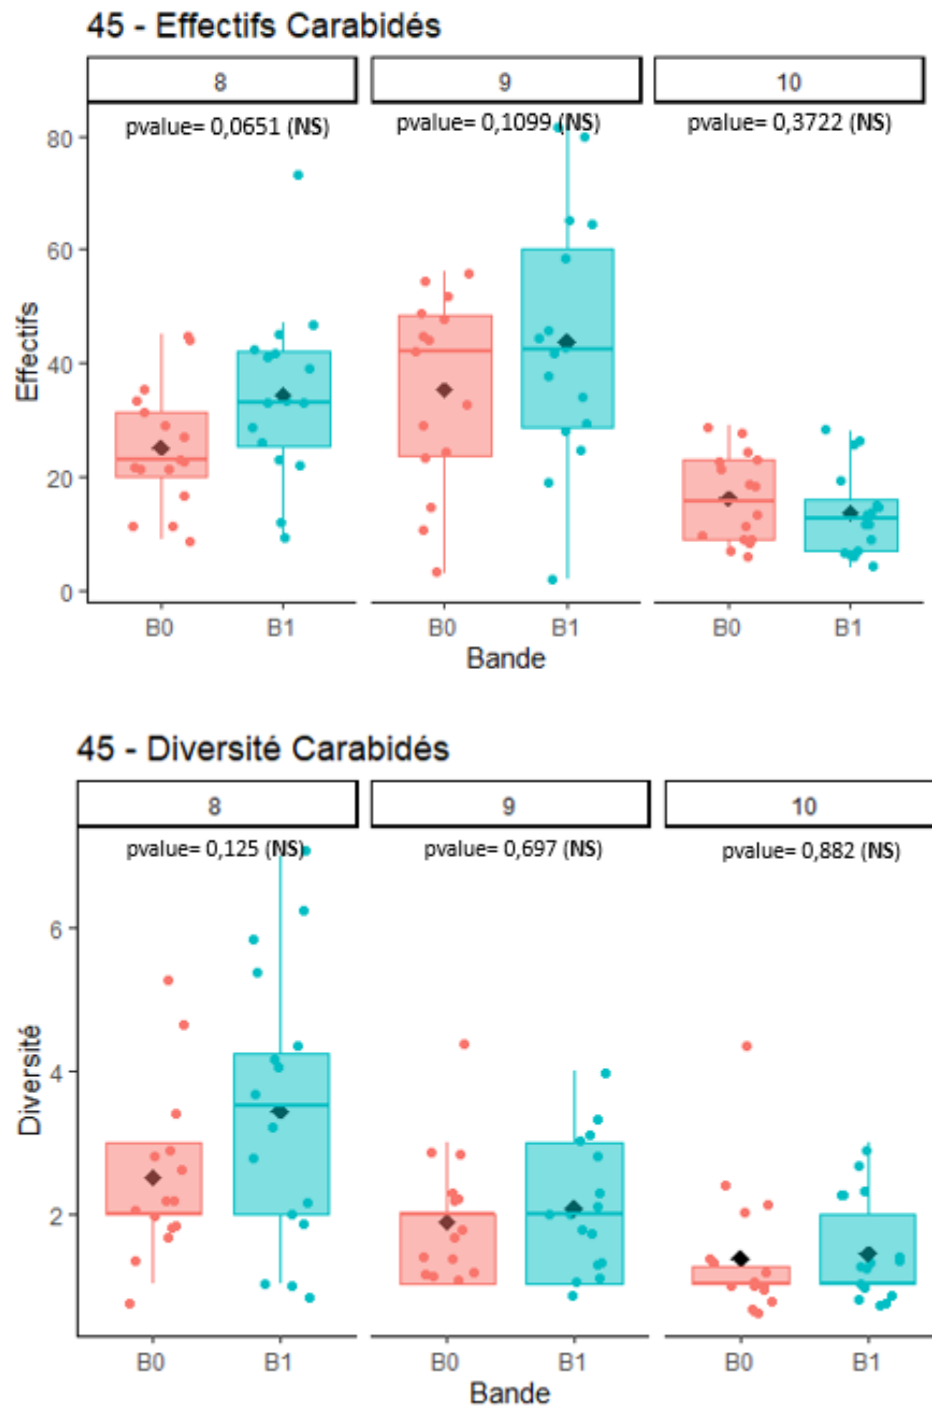 45 - Effectifs Carabidés
8 9 10
pvalue= 0,0651 (NS) pvalue= 0,1099 (NS) pvalue= 0,3722 (NS)
80
60
40
20
0
Effectifs
B0 B1 B0 B1 B0 B1
Bande
45 - Diversité Carabidés
8 9 10
pvalue= 0,125 (NS) pvalue= 0,697 (NS) pvalue= 0,882 (NS)
6
4
2
Diversité
B0 B1 B0 B1 B0 B1
Bande